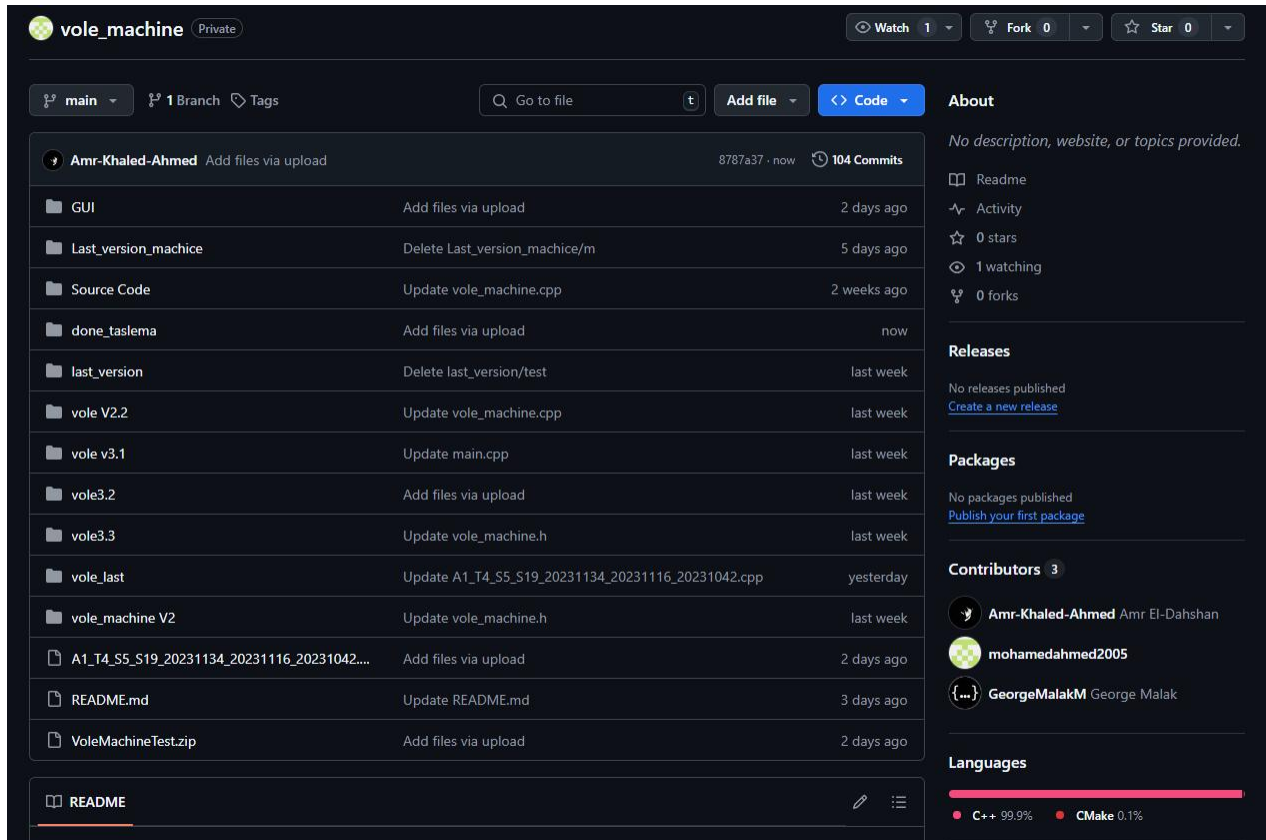 vole_machine Private
Watch 1 Fork 0 Star 0
main 1 Branch Tags Go to file t Add file Code
Amr-Khaled-Ahmed Add files via upload 8787a37 · now 104 Commits
GUI Add files via upload 2 days ago
Last_version_machice Delete Last_version_machice/m 5 days ago
Source Code Update vole_machine.cpp 2 weeks ago
done_taslema Add files via upload now
last_version Delete last_version/test last week
vole V2.2 Update vole_machine.cpp last week
vole v3.1 Update main.cpp last week
vole3.2 Add files via upload last week
vole3.3 Update vole_machine.h last week
vole_last Update A1_T4_S5_S19_20231134_20231116_20231042.cpp yesterday
vole_machine V2 Update vole_machine.h last week
A1_T4_S5_S19_20231134_20231116_20231042.... Add files via upload 2 days ago
README.md Update README.md 3 days ago
VoleMachineTest.zip Add files via upload 2 days ago
README
About
No description, website, or topics provided.
Readme
Activity
0 stars
1 watching
0 forks
Releases
No releases published
Create a new release
Packages
No packages published
Publish your first package
Contributors 3
Amr-Khaled-Ahmed Amr El-Dahshan
mohamedahmed2005
{...} GeorgeMalakM George Malak
Languages
C++ 99.9% CMake 0.1%